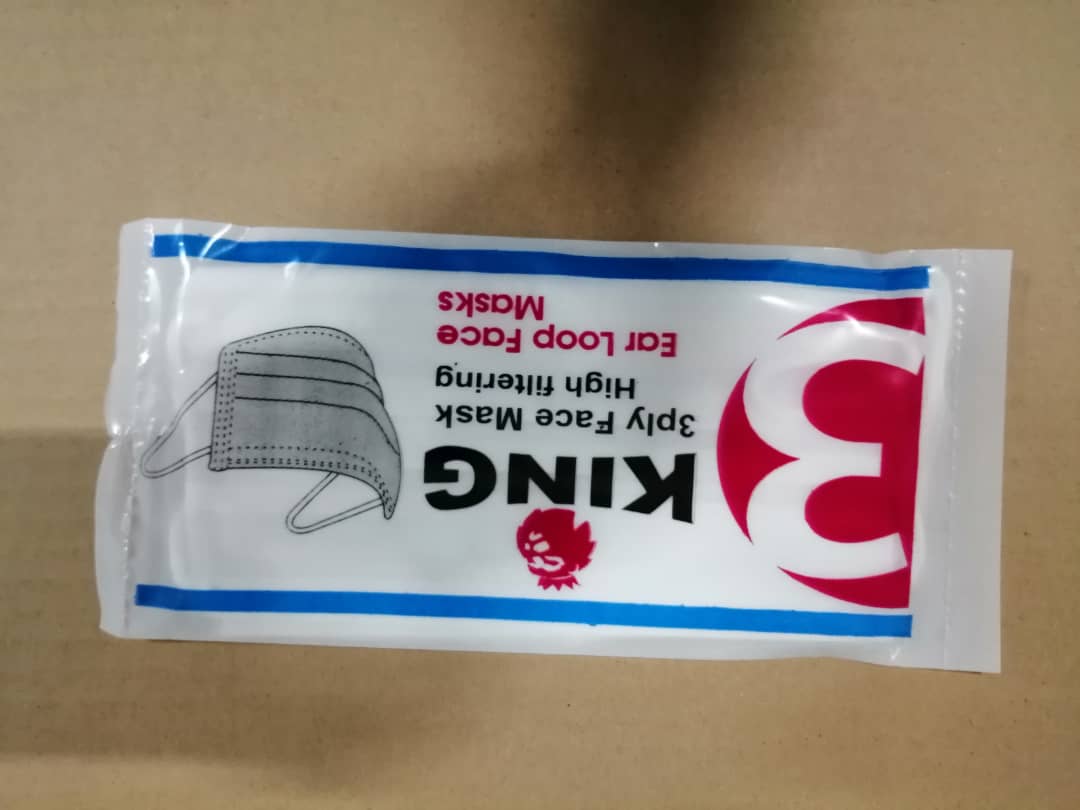 3
KING
3ply Face Mask
High filtering
Ear Loop Face
Masks